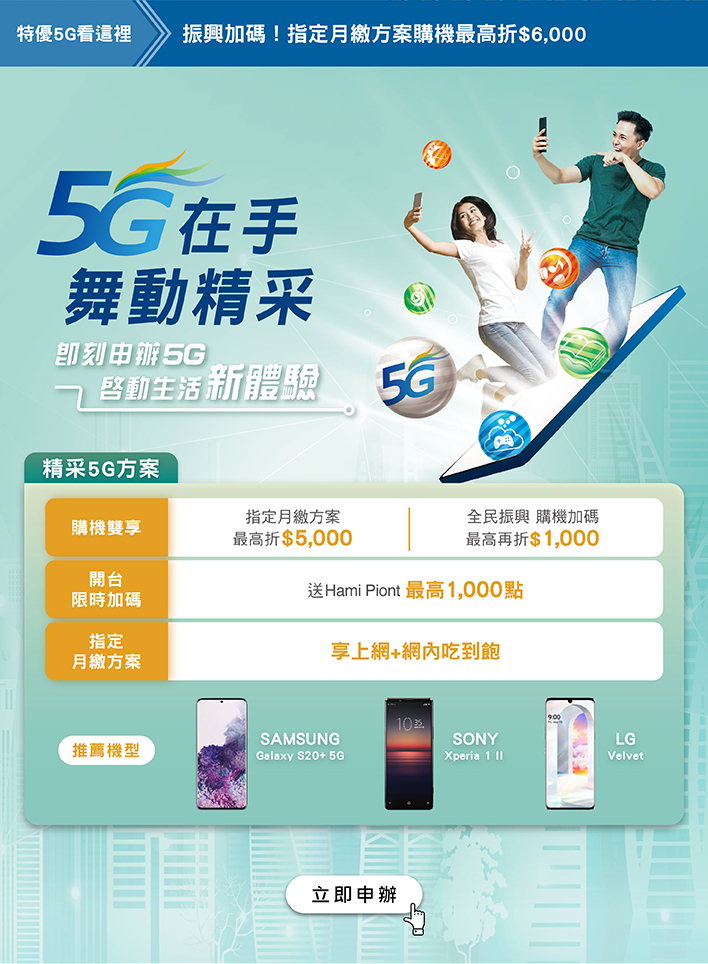 特優5G看這裡
振興加碼！指定月繳方案購機最高折$6,000
5G在手
舞動精采
即刻申辦5G
啓動生活新體驗
5G
精采5G方案
購機雙享
指定月繳方案
最高折$5,000
全民振興 購機加碼
最高再折$1,000
開台
限時加碼
送Hami Piont 最高1,000點
指定
月繳方案
享上網+網內吃到飽
推薦機型
SAMSUNG
Galaxy S20+ 5G
10 35
SONY
Xperia 1 II
9:00
LG
Velvet
立即申辦